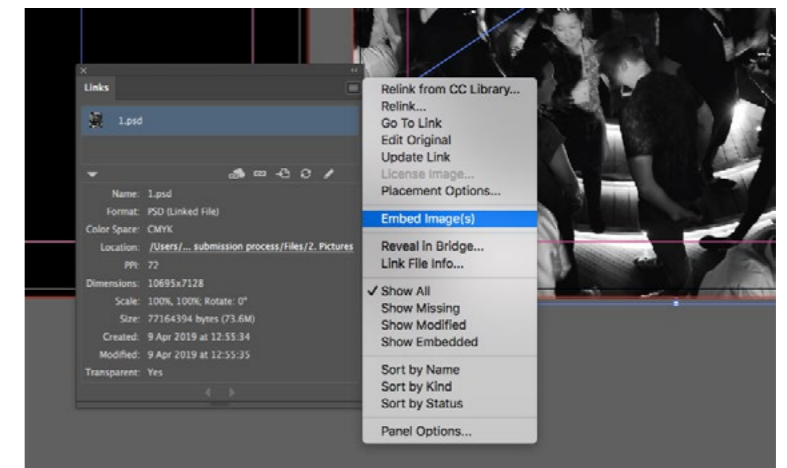 Links
1.psd
Name: 1.psd
Format: PSD (Linked File)
Color Space: CMYK
Location: /Users/... submission process/Files/2. Pictures
PPI: 72
Dimensions: 10695x7128
Scale: 100%, 100%; Rotate: 0°
Size: 77164394 bytes (73.6M)
Created: 9 Apr 2019 at 12:55:34
Modified: 9 Apr 2019 at 12:55:35
Transparent: Yes
Relink from CC Library...
Relink...
Go To Link
Edit Original
Update Link
License Image...
Placement Options...
Embed Image(s)
Reveal in Bridge...
Link File Info...
✓ Show All
Show Missing
Show Modified
Show Embedded
Sort by Name
Sort by Kind
Sort by Status
Panel Options...